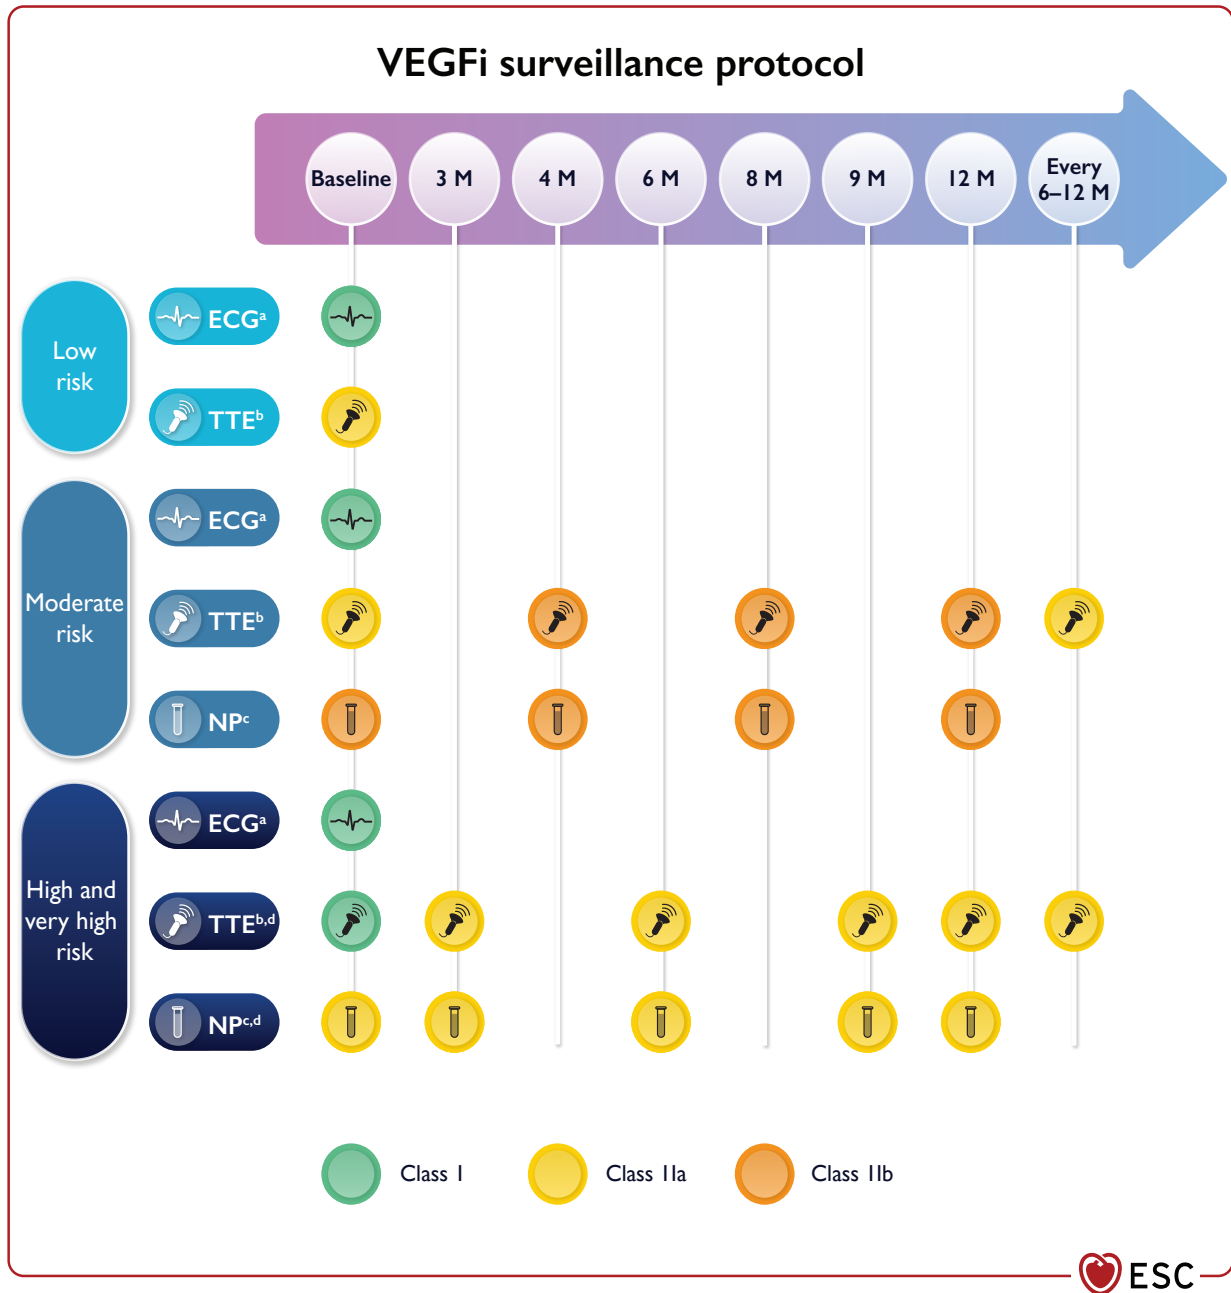 VEGFi surveillance protocol
Baseline
3 M
4 M
6 M
8 M
9 M
12 M
Every
6–12 M
Low
risk
ECGᵃ
TTEᵇ
Moderate
risk
ECGᵃ
TTEᵇ
NPᶜ
High and
very high
risk
ECGᵃ
TTEᵇ,ᵈ
NPᶜ,ᵈ
Class I
Class IIa
Class IIb
ESC